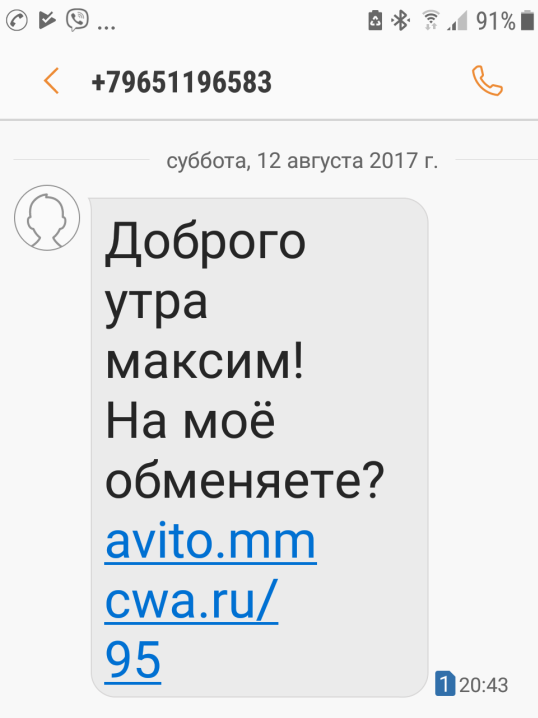 ... 91%
+79651196583
суббота, 12 августа 2017 г.
Доброго
утра
максим!
На моё
обменяете?
avito.mm
cwa.ru/
95
1 20:43